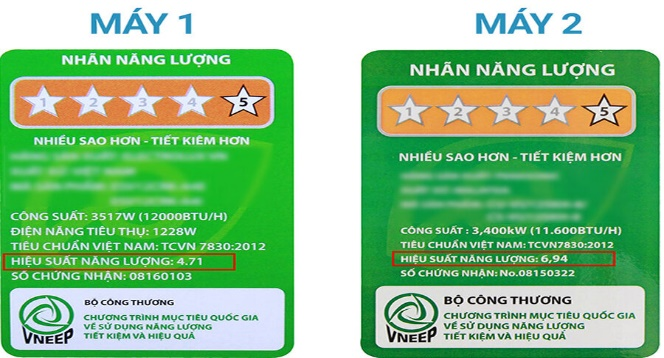 MÁY 1
NHÃN NĂNG LƯỢNG
1 2 3 4 5
NHIỀU SAO HƠN - TIẾT KIỆM HƠN
CÔNG SUẤT: 3517W (12000BTU/H)
ĐIỆN NĂNG TIÊU THỤ: 1228W
TIÊU CHUẨN VIỆT NAM: TCVN 7830:2012
HIỆU SUẤT NĂNG LƯỢNG: 4.71
SỐ CHỨNG NHẬN: 08160103
VNEEP
BỘ CÔNG THƯƠNG
CHƯƠNG TRÌNH MỤC TIÊU QUỐC GIA
VỀ SỬ DỤNG NĂNG LƯỢNG
TIẾT KIỆM VÀ HIỆU QUẢ
MÁY 2
NHÃN NĂNG LƯỢNG
1 2 3 4 5
NHIỀU SAO HƠN - TIẾT KIỆM HƠN
CÔNG SUẤT : 3,400kW (11.600BTU/H)
TIÊU CHUẨN VIỆT NAM: TCVN7830:2012
HIỆU SUẤT NĂNG LƯỢNG: 6,94
SỐ CHỨNG NHẬN: No.08150322
VNEEP
BỘ CÔNG THƯƠNG
CHƯƠNG TRÌNH MỤC TIÊU QUỐC GIA
VỀ SỬ DỤNG NĂNG LƯỢNG
TIẾT KIỆM VÀ HIỆU QUẢ